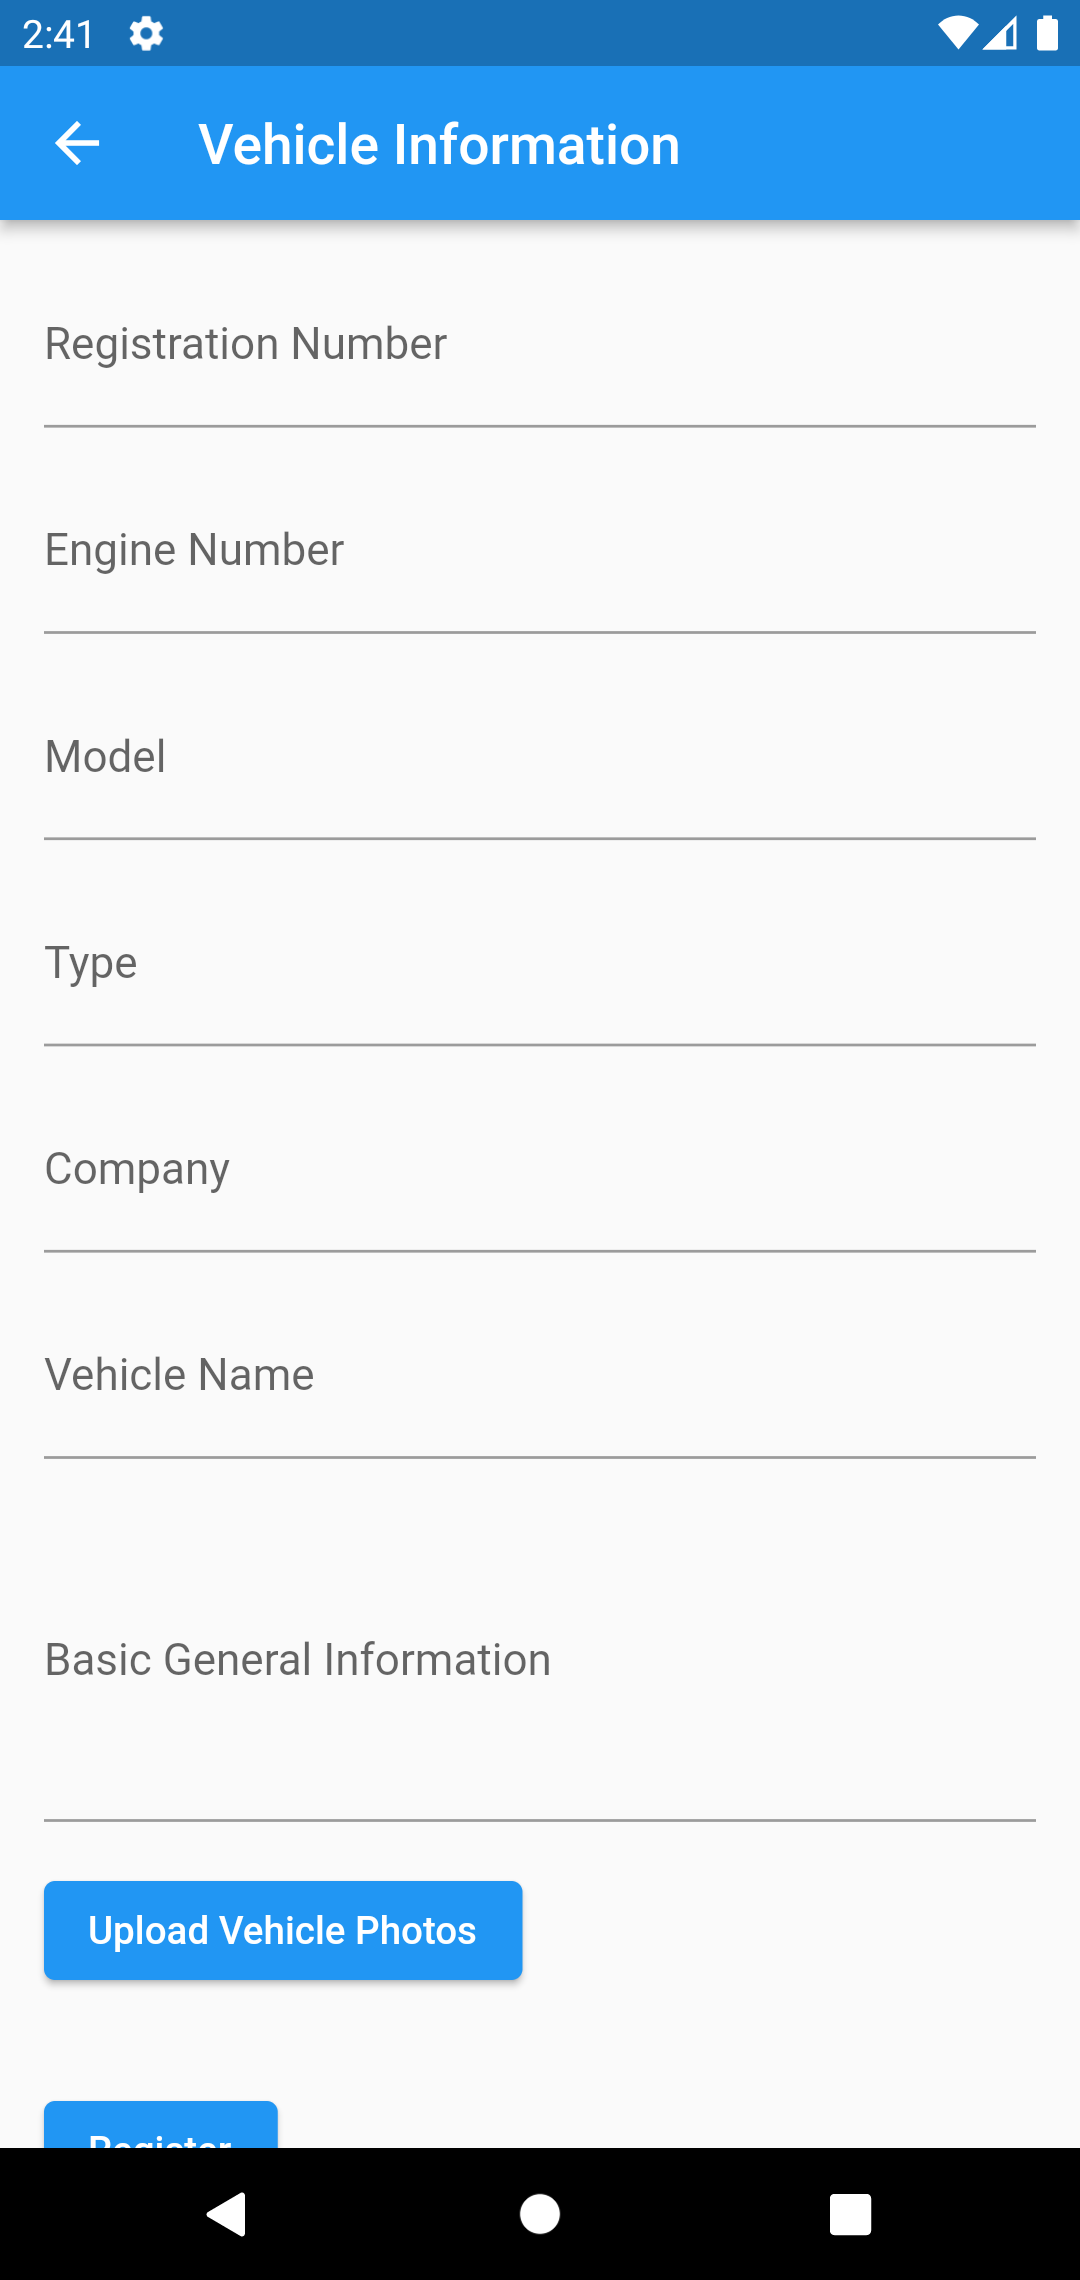 2:41
Vehicle Information
Registration Number
Engine Number
Model
Type
Company
Vehicle Name
Basic General Information
Upload Vehicle Photos
Register